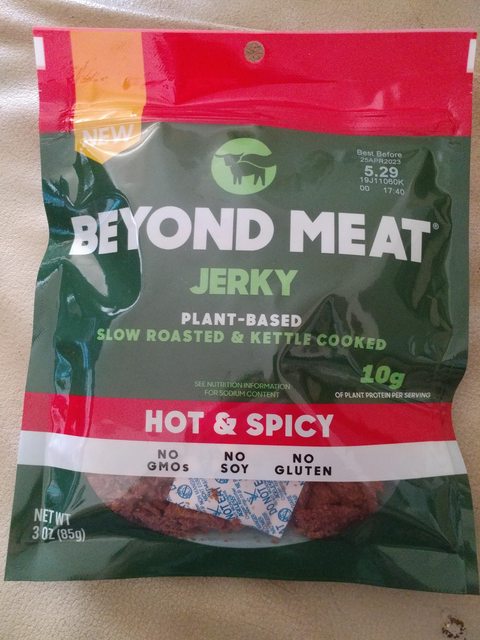 NEW
Best Before
25APR2023
5.29
19J11060K
00 17:40
BEYOND MEAT®
JERKY
PLANT-BASED
SLOW ROASTED & KETTLE COOKED
10g
OF PLANT PROTEIN PER SERVING
SEE NUTRITION INFORMATION
FOR SODIUM CONTENT
HOT & SPICY
NO GMOs
NO SOY
NO GLUTEN
DO NOT
NET WT
3 OZ (85g)